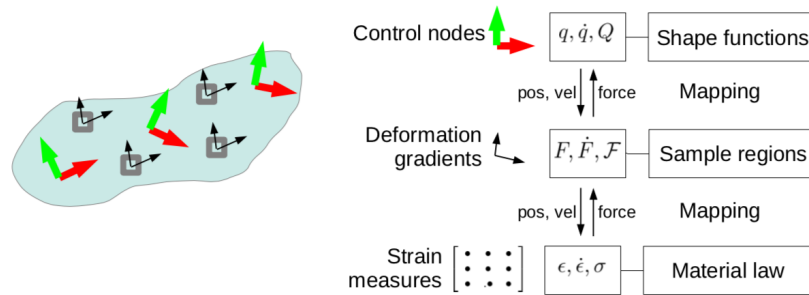 Control nodes
q, q̇, Q
Shape functions
pos, vel
force
Mapping
Deformation
gradients
F, Ḟ, 𝓕
Sample regions
pos, vel
force
Mapping
Strain
measures
ϵ, ϵ̇, σ
Material law